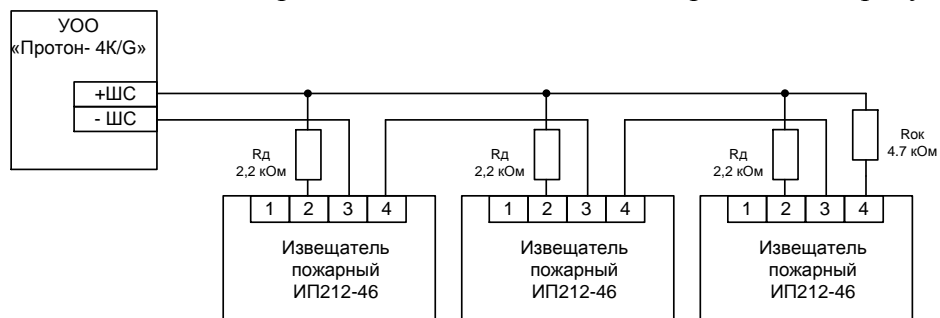 УОО
«Протон- 4К/G»
+ШС
- ШС
Rд
2,2 кОм
Rд
2,2 кОм
Rд
2,2 кОм
Rок
4.7 кОм
1 2 3 4
1 2 3 4
1 2 3 4
Извещатель
пожарный
ИП212-46
Извещатель
пожарный
ИП212-46
Извещатель
пожарный
ИП212-46